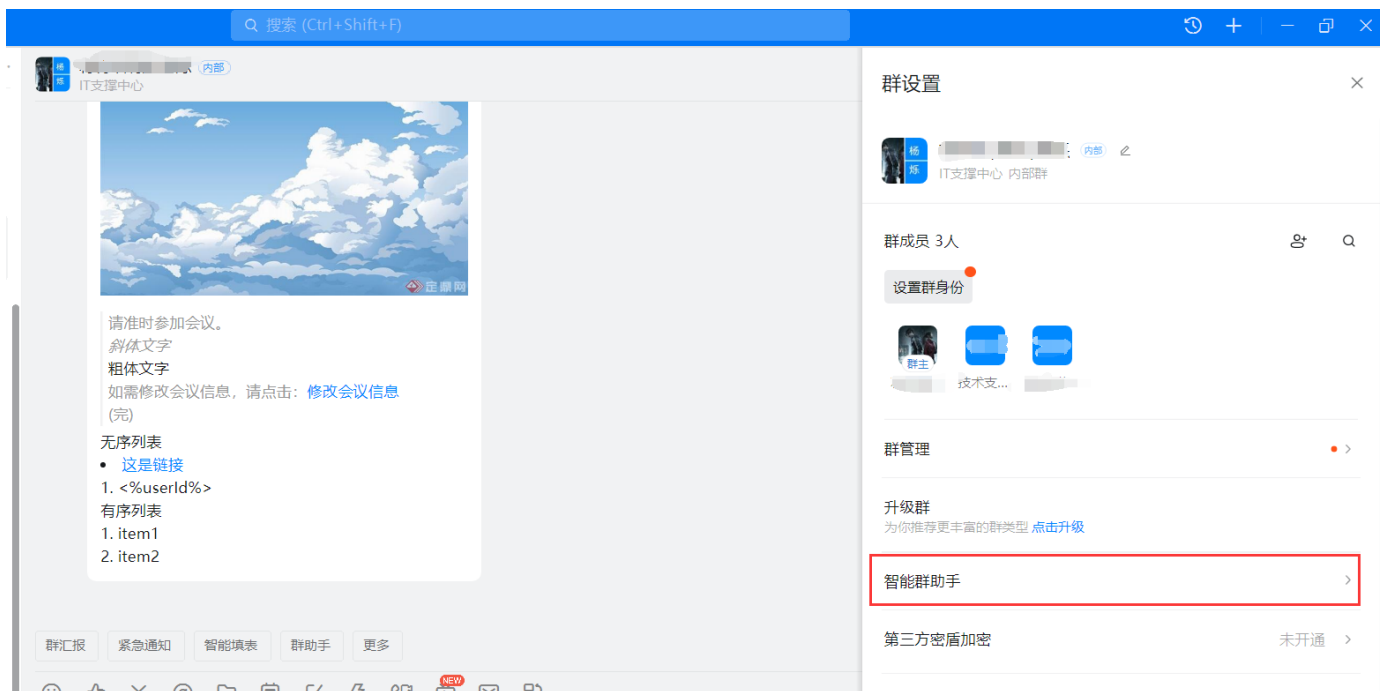 搜索 (Ctrl+Shift+F)
杨
烁
内部
IT支撑中心
定鼎网
请准时参加会议。
斜体文字
粗体文字
如需修改会议信息，请点击：修改会议信息
(完)
无序列表
• 这是链接
1. <%userId%>
有序列表
1. item1
2. item2
群汇报
紧急通知
智能填表
群助手
更多
NEW
群设置
杨
烁
内部
IT支撑中心 内部群
群成员 3人
设置群身份
群主
技术支...
群管理
升级群
为你推荐更丰富的群类型 点击升级
智能群助手
第三方密盾加密 未开通